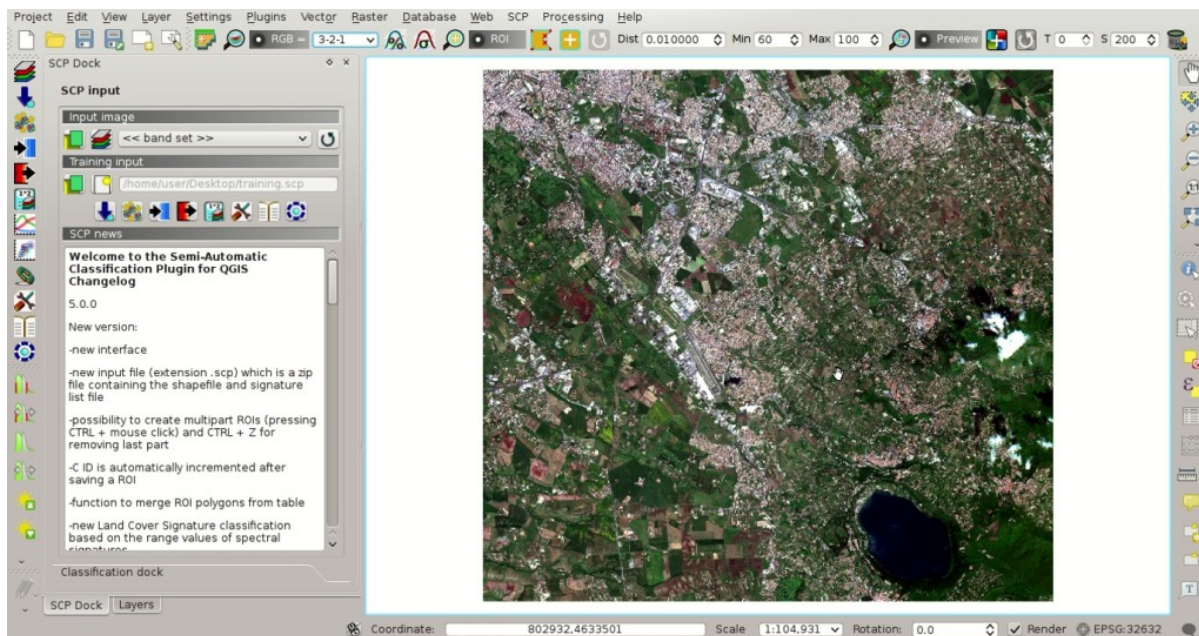 Project Edit View Layer Settings Plugins Vector Raster Database Web SCP Processing Help
RGB = 3-2-1 ROI Dist 0.010000 Min 60 Max 100 Preview T 0 S 200
SCP Dock
SCP input
Input image
<< band set >>
Training input
/home/user/Desktop/training.scp
SCP news
Welcome to the Semi-Automatic
Classification Plugin for QGIS
Changelog
5.0.0
New version:
-new interface
-new input file (extension .scp) which is a zip
file containing the shapefile and signature
list file
-possibility to create multipart ROIs (pressing
CTRL + mouse click) and CTRL + Z for
removing last part
-C ID is automatically incremented after
saving a ROI
-function to merge ROI polygons from table
-new Land Cover Signature classification
based on the range values of spectral
signatures
Classification dock
SCP Dock Layers
Coordinate: 802932,4633501 Scale 1:104,931 Rotation: 0.0 Render EPSG:32632